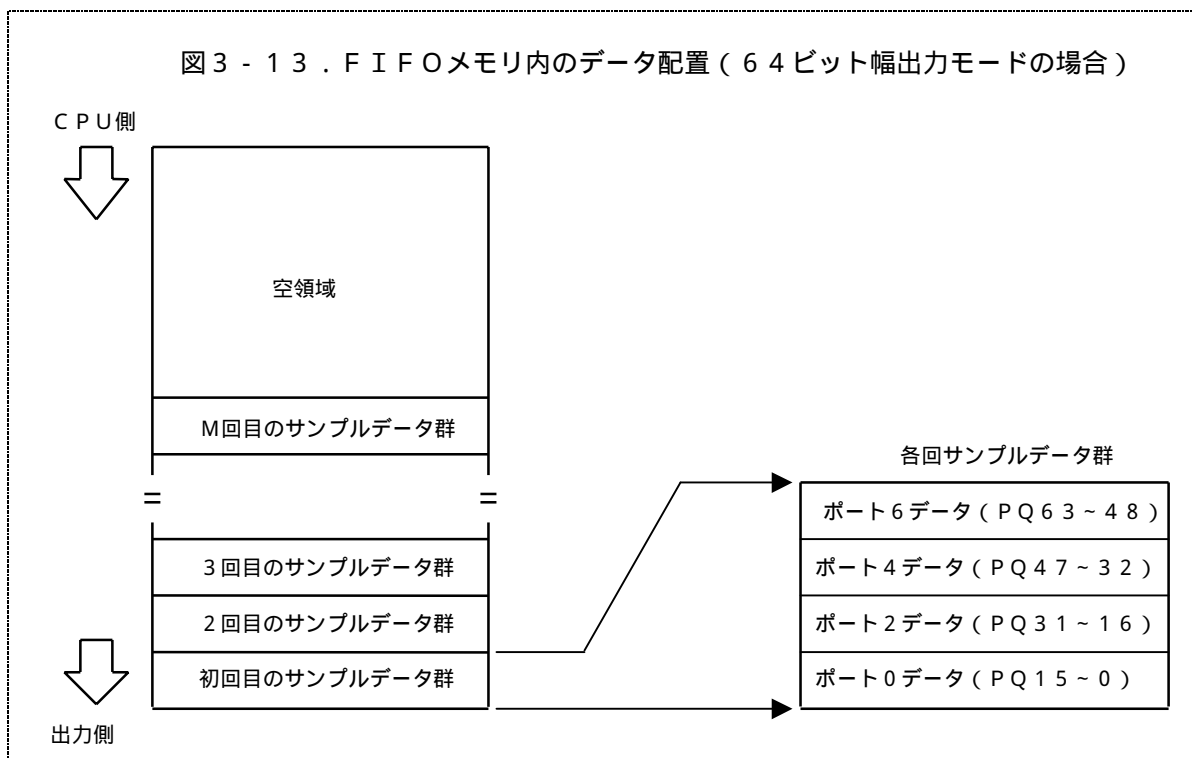 図3-13.FIFOメモリ内のデータ配置(64ビット幅出力モードの場合)
CPU側
空領域
M回目のサンプルデータ群
=
=
3回目のサンプルデータ群
2回目のサンプルデータ群
初回目のサンプルデータ群
出力側
各回サンプルデータ群
ポート6データ(PQ63~48)
ポート4データ(PQ47~32)
ポート2データ(PQ31~16)
ポート0データ(PQ15~0)